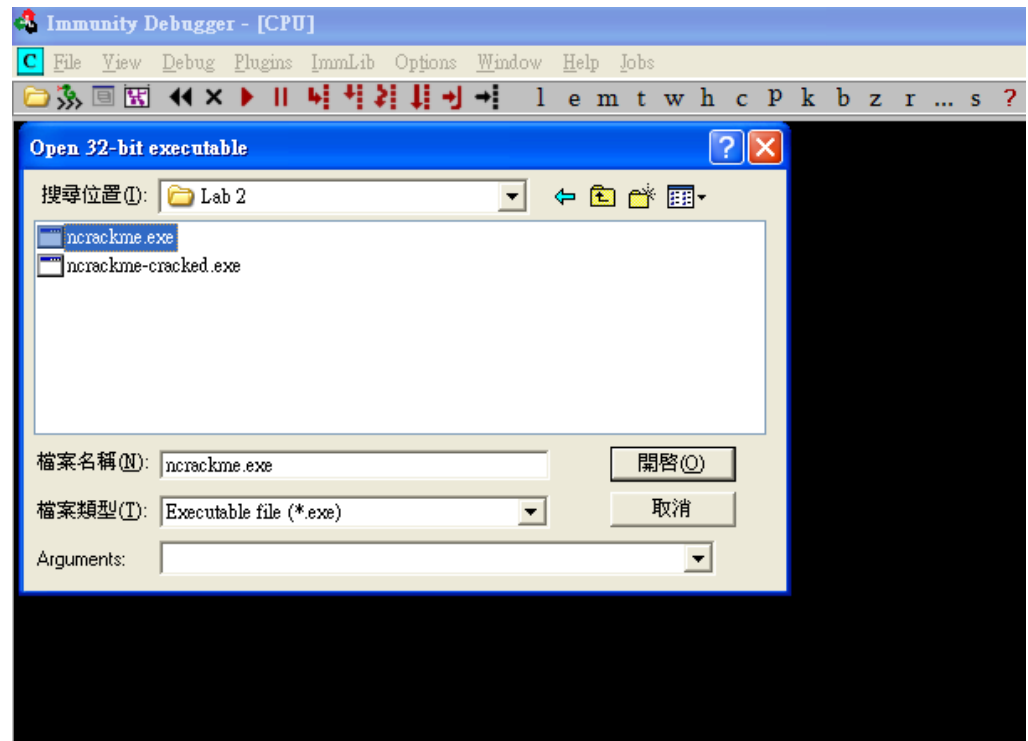 Immunity Debugger - [CPU]
C File View Debug Plugins ImmLib Options Window Help Jobs
l e m t w h c p k b z r ... s ?
Open 32-bit executable
搜尋位置(I): Lab 2
ncrackme.exe
ncrackme-cracked.exe
檔案名稱(N): ncrackme.exe 開啓(O)
檔案類型(T): Executable file (*.exe) 取消
Arguments: